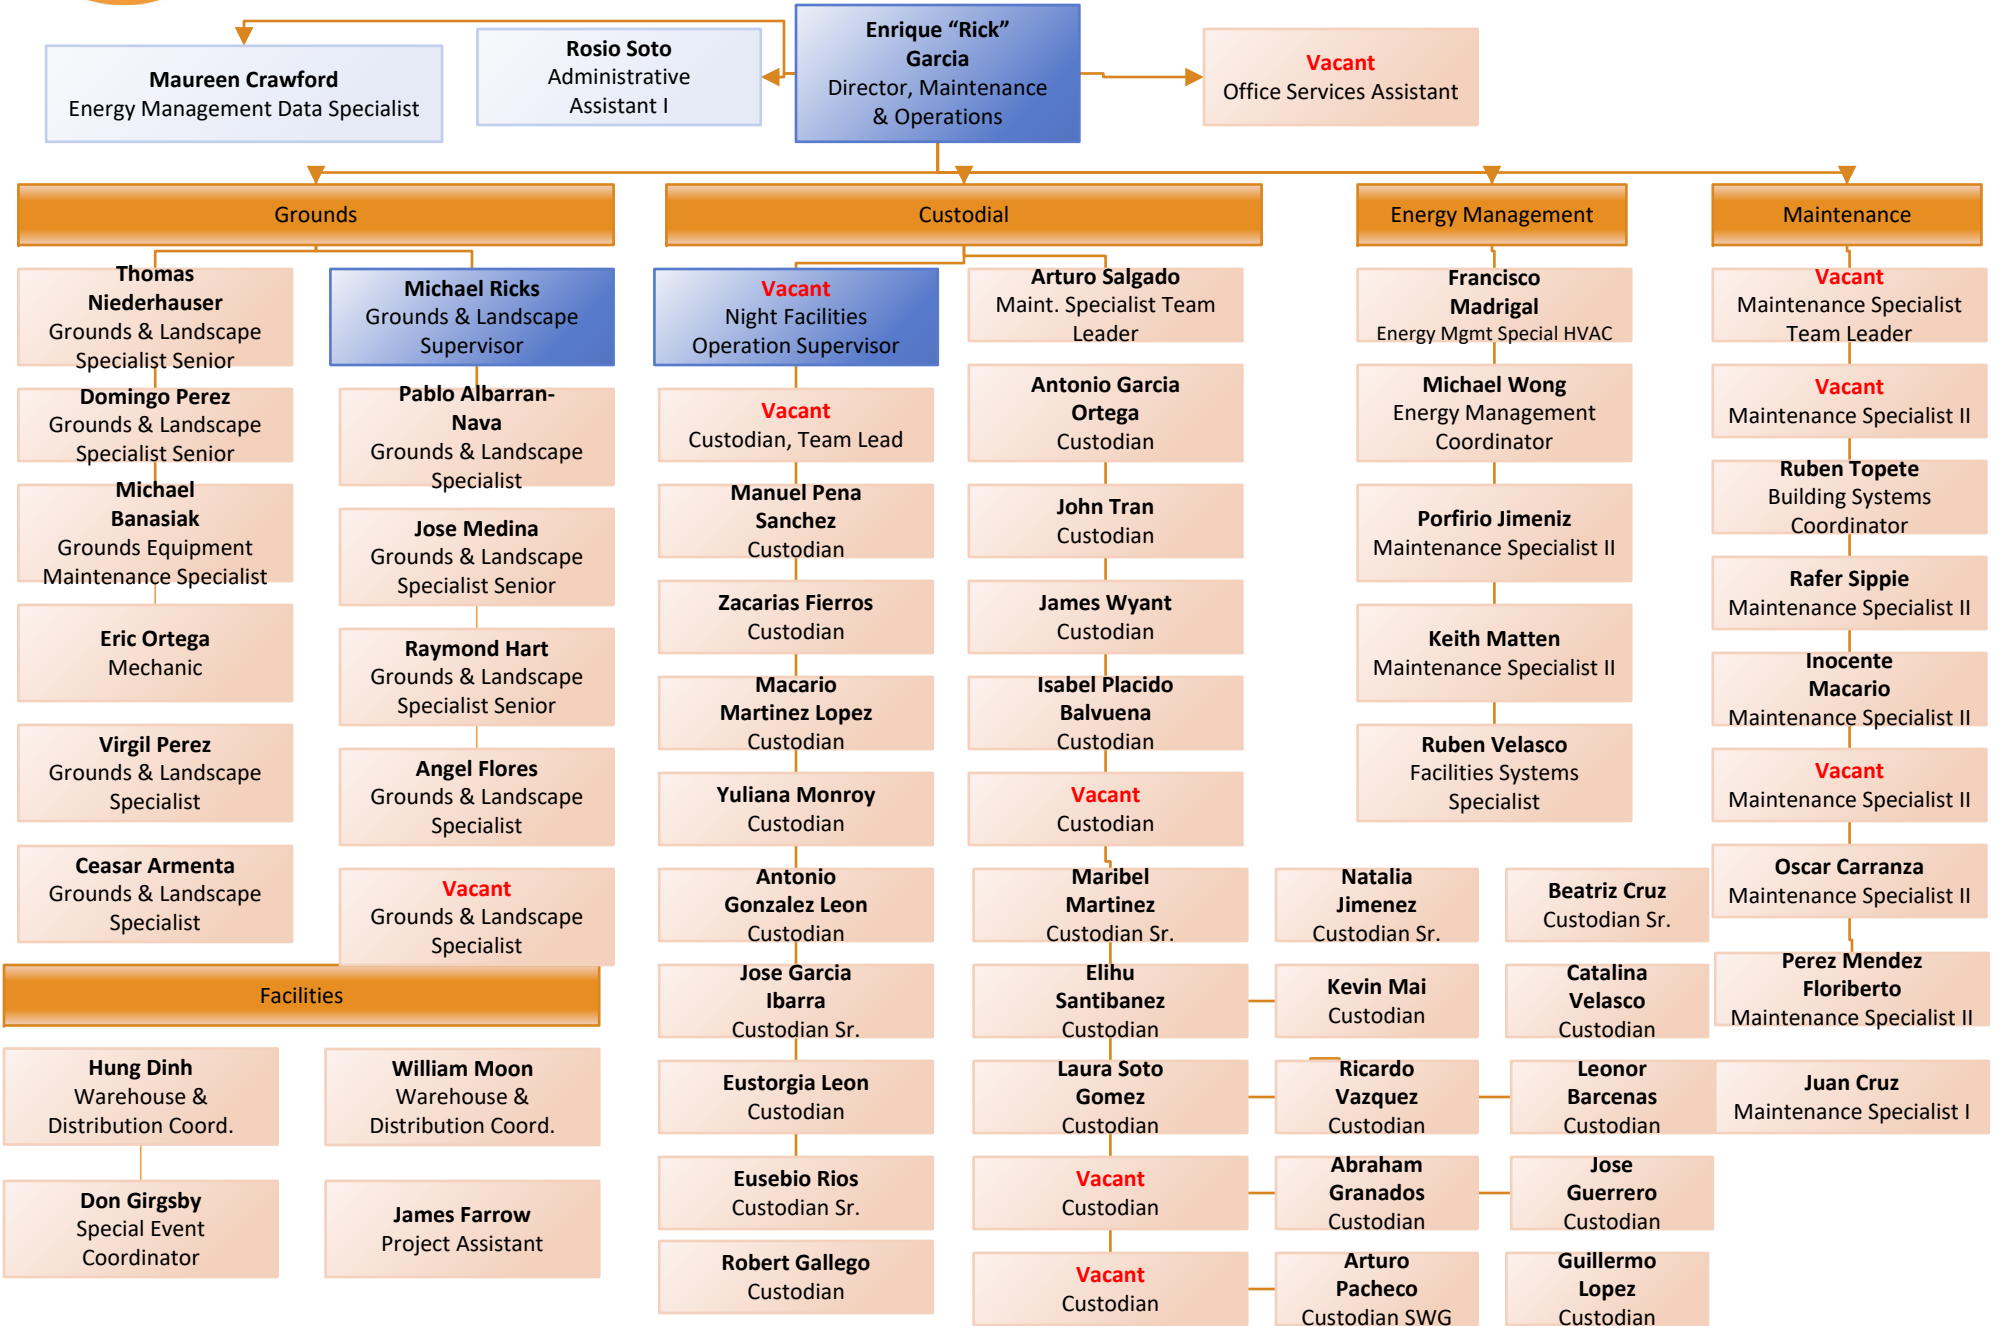 Enrique “Rick”
Garcia
Director, Maintenance
& Operations
Maureen Crawford
Energy Management Data Specialist
Rosio Soto
Administrative
Assistant I
Vacant
Office Services Assistant
Grounds
Thomas
Niederhauser
Grounds & Landscape
Specialist Senior
Domingo Perez
Grounds & Landscape
Specialist Senior
Michael
Banasiak
Grounds Equipment
Maintenance Specialist
Eric Ortega
Mechanic
Virgil Perez
Grounds & Landscape
Specialist
Ceasar Armenta
Grounds & Landscape
Specialist
Michael Ricks
Grounds & Landscape
Supervisor
Pablo Albarran-
Nava
Grounds & Landscape
Specialist
Jose Medina
Grounds & Landscape
Specialist Senior
Raymond Hart
Grounds & Landscape
Specialist Senior
Angel Flores
Grounds & Landscape
Specialist
Vacant
Grounds & Landscape
Specialist
Facilities
Hung Dinh
Warehouse &
Distribution Coord.
William Moon
Warehouse &
Distribution Coord.
Don Girgsby
Special Event
Coordinator
James Farrow
Project Assistant
Custodial
Vacant
Night Facilities
Operation Supervisor
Vacant
Custodian, Team Lead
Manuel Pena
Sanchez
Custodian
Zacarias Fierros
Custodian
Macario
Martinez Lopez
Custodian
Yuliana Monroy
Custodian
Antonio
Gonzalez Leon
Custodian
Jose Garcia
Ibarra
Custodian Sr.
Eustorgia Leon
Custodian
Eusebio Rios
Custodian Sr.
Robert Gallego
Custodian
Arturo Salgado
Maint. Specialist Team
Leader
Antonio Garcia
Ortega
Custodian
John Tran
Custodian
James Wyant
Custodian
Isabel Placido
Balvuena
Custodian
Vacant
Custodian
Maribel
Martinez
Custodian Sr.
Elihu
Santibanez
Custodian
Laura Soto
Gomez
Custodian
Vacant
Custodian
Vacant
Custodian
Natalia
Jimenez
Custodian Sr.
Kevin Mai
Custodian
Ricardo
Vazquez
Custodian
Abraham
Granados
Custodian
Arturo
Pacheco
Custodian SWG
Beatriz Cruz
Custodian Sr.
Catalina
Velasco
Custodian
Leonor
Barcenas
Custodian
Jose
Guerrero
Custodian
Guillermo
Lopez
Custodian
Energy Management
Francisco
Madrigal
Energy Mgmt Special HVAC
Michael Wong
Energy Management
Coordinator
Porfirio Jimeniz
Maintenance Specialist II
Keith Matten
Maintenance Specialist II
Ruben Velasco
Facilities Systems
Specialist
Maintenance
Vacant
Maintenance Specialist
Team Leader
Vacant
Maintenance Specialist II
Ruben Topete
Building Systems
Coordinator
Rafer Sippie
Maintenance Specialist II
Inocente
Macario
Maintenance Specialist II
Vacant
Maintenance Specialist II
Oscar Carranza
Maintenance Specialist II
Perez Mendez
Floriberto
Maintenance Specialist II
Juan Cruz
Maintenance Specialist I